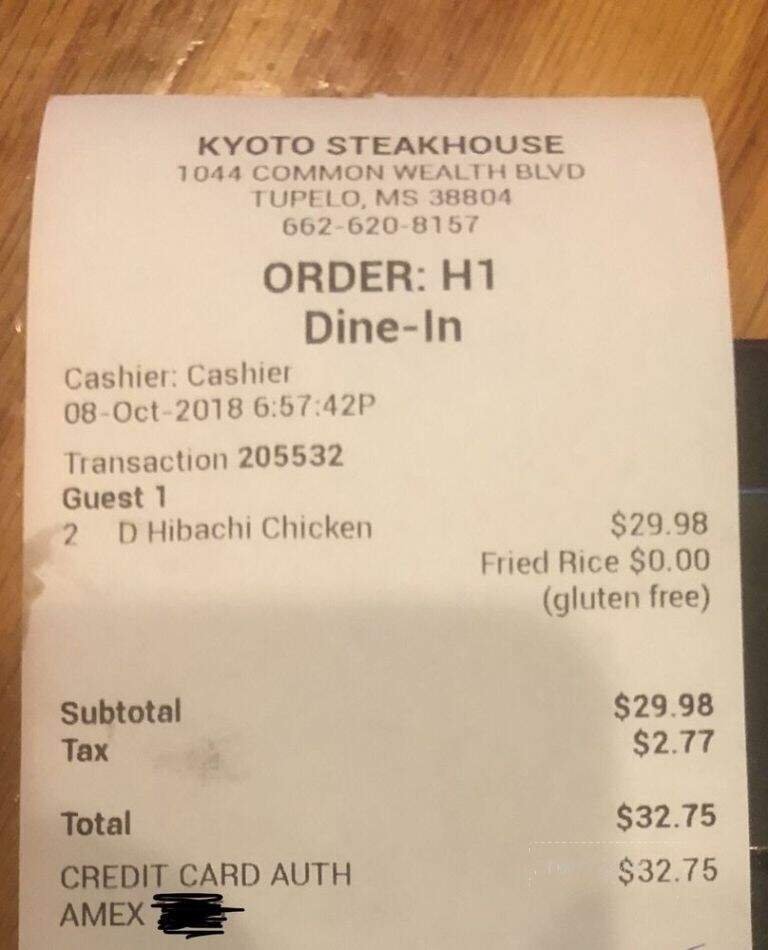 KYOTO STEAKHOUSE
1044 COMMON WEALTH BLVD
TUPELO, MS 38804
662-620-8157
ORDER: H1
Dine-In
Cashier: Cashier
08-Oct-2018 6:57:42P
Transaction 205532
Guest 1
2 D Hibachi Chicken $29.98
Fried Rice $0.00
(gluten free)
Subtotal $29.98
Tax $2.77
Total $32.75
CREDIT CARD AUTH $32.75
AMEX